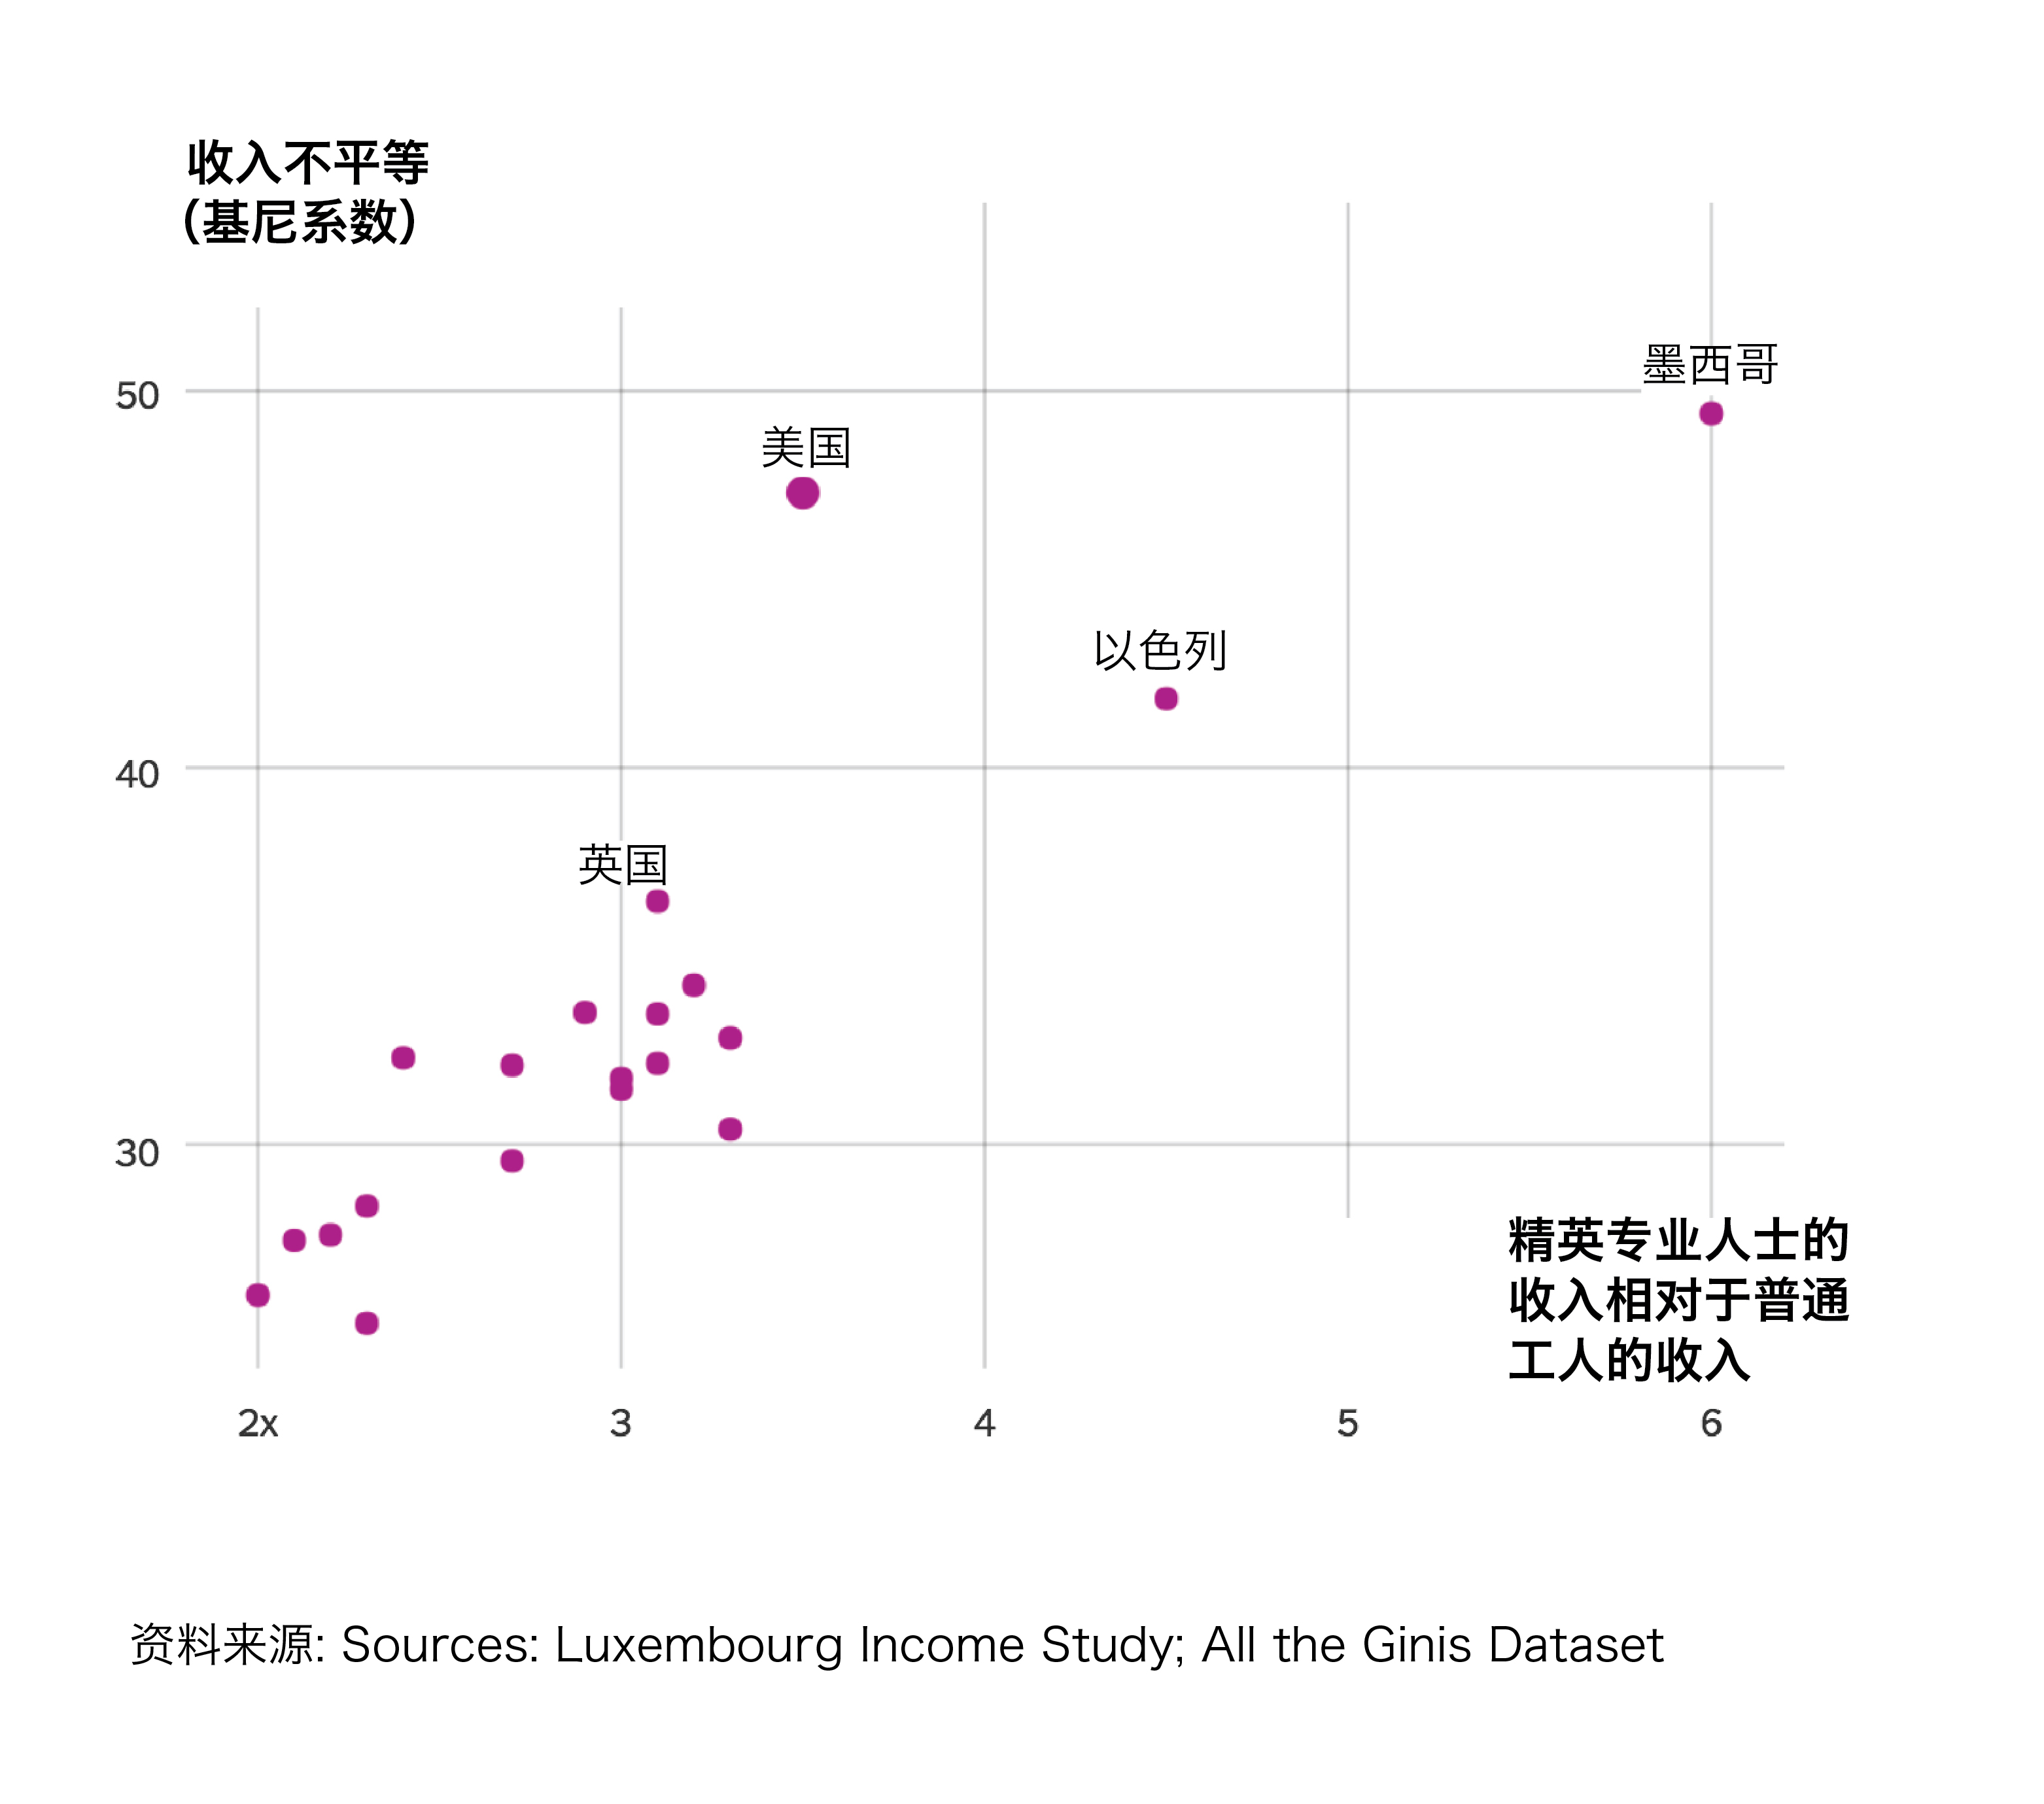 收入不平等
（基尼系数）
50
墨西哥
美国
以色列
40
英国
30
精英专业人士的
收入相对于普通
工人的收入
2x 3 4 5 6
资料来源: Sources: Luxembourg Income Study; All the Ginis Dataset